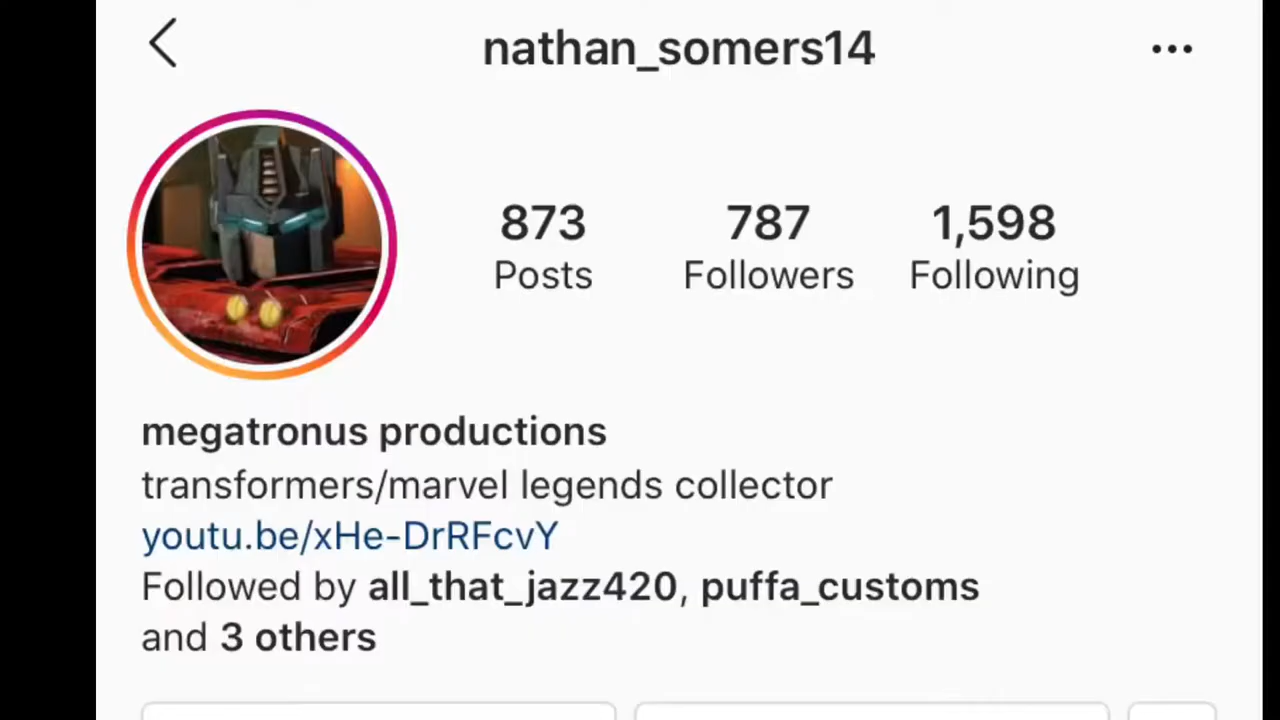 nathan_somers14
873 787 1,598
Posts Followers Following
megatronus productions
transformers/marvel legends collector
youtu.be/xHe-DrRFcvY
Followed by all_that_jazz420, puffa_customs
and 3 others